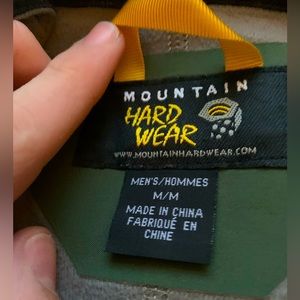 MOUNTAIN
HARD
WEAR
WWW.MOUNTAINHARDWEAR.COM
MEN'S/HOMMES
M/M
MADE IN CHINA
FABRIQUÉ EN
CHINE